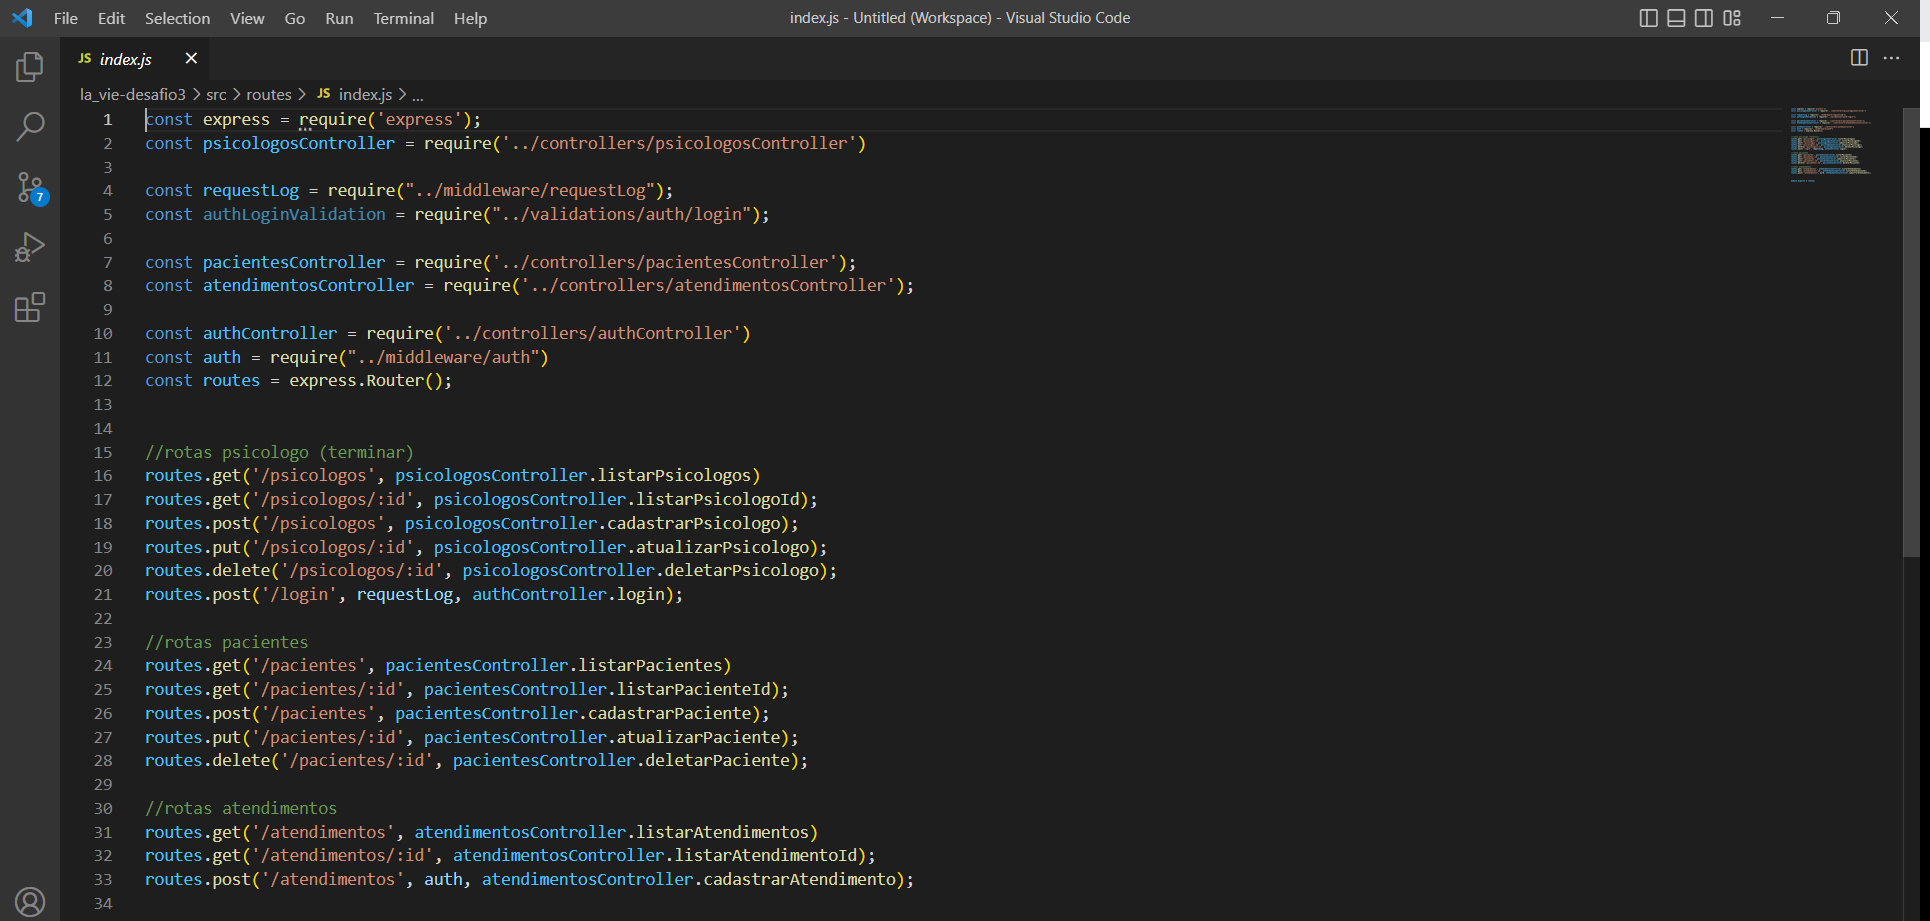 File Edit Selection View Go Run Terminal Help
index.js - Untitled (Workspace) - Visual Studio Code
JS index.js
la_vie-desafio3 > src > routes > JS index.js > ...
7
1 const express = require('express');
2 const psicologosController = require('../controllers/psicologosController')
3
4 const requestLog = require("../middleware/requestLog");
5 const authLoginValidation = require("../validations/auth/login");
6
7 const pacientesController = require('../controllers/pacientesController');
8 const atendimentosController = require('../controllers/atendimentosController');
9
10 const authController = require('../controllers/authController')
11 const auth = require("../middleware/auth")
12 const routes = express.Router();
13
14
15 //rotas psicologo (terminar)
16 routes.get('/psicologos', psicologosController.listarPsicologos)
17 routes.get('/psicologos/:id', psicologosController.listarPsicologoId);
18 routes.post('/psicologos', psicologosController.cadastrarPsicologo);
19 routes.put('/psicologos/:id', psicologosController.atualizarPsicologo);
20 routes.delete('/psicologos/:id', psicologosController.deletarPsicologo);
21 routes.post('/login', requestLog, authController.login);
22
23 //rotas pacientes
24 routes.get('/pacientes', pacientesController.listarPacientes)
25 routes.get('/pacientes/:id', pacientesController.listarPacienteId);
26 routes.post('/pacientes', pacientesController.cadastrarPaciente);
27 routes.put('/pacientes/:id', pacientesController.atualizarPaciente);
28 routes.delete('/pacientes/:id', pacientesController.deletarPaciente);
29
30 //rotas atendimentos
31 routes.get('/atendimentos', atendimentosController.listarAtendimentos)
32 routes.get('/atendimentos/:id', atendimentosController.listarAtendimentoId);
33 routes.post('/atendimentos', auth, atendimentosController.cadastrarAtendimento);
34